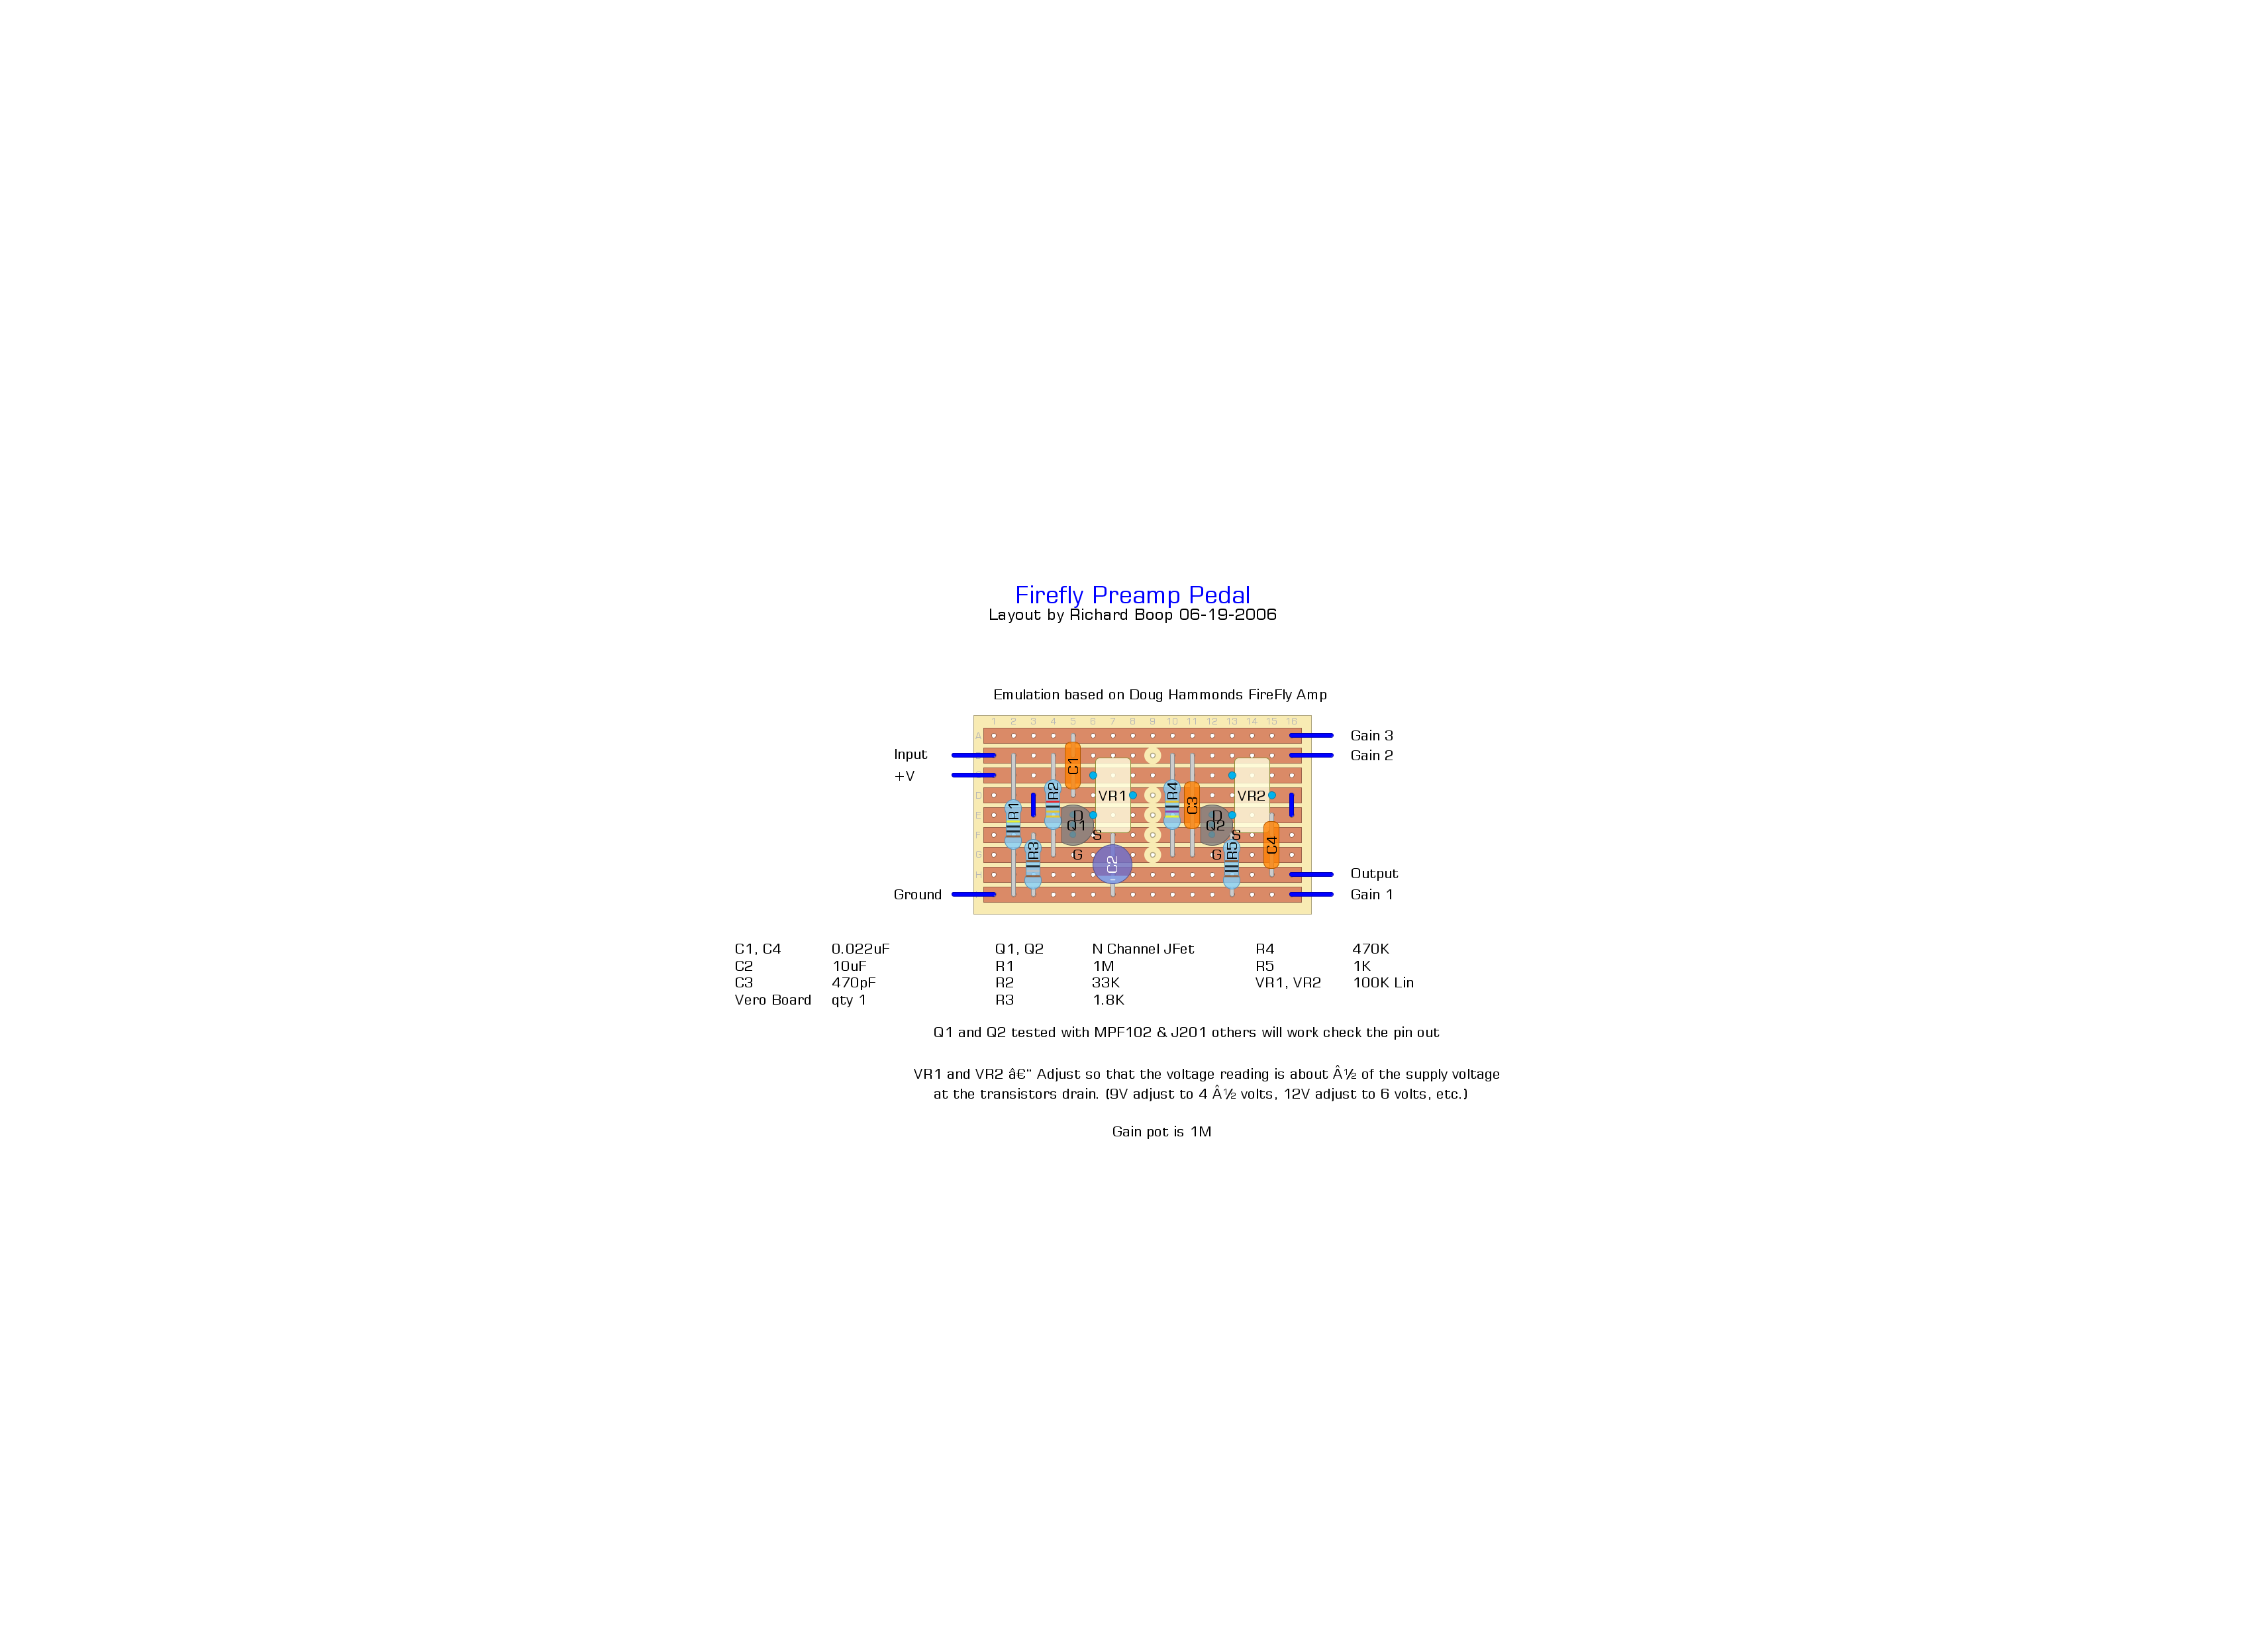 Firefly Preamp Pedal
Layout by Richard Boop 06-19-2006
Emulation based on Doug Hammonds FireFly Amp
1 2 3 4 5 6 7 8 9 10 11 12 13 14 15 16
A Gain 3
Input Gain 2
+V
C1
R2 R4
D VR1 VR2
R1 C3
E D D
Q1 Q2
F S S
R3 R5 C4
G G G
C2
H Output
Ground Gain 1
C1, C4 0.022uF Q1, Q2 N Channel JFet R4 470K
C2 10uF R1 1M R5 1K
C3 470pF R2 33K VR1, VR2 100K Lin
Vero Board qty 1 R3 1.8K
Q1 and Q2 tested with MPF102 & J201 others will work check the pin out
VR1 and VR2 â€“ Adjust so that the voltage reading is about Â½ of the supply voltage
at the transistors drain. (9V adjust to 4 Â½ volts, 12V adjust to 6 volts, etc.)
Gain pot is 1M